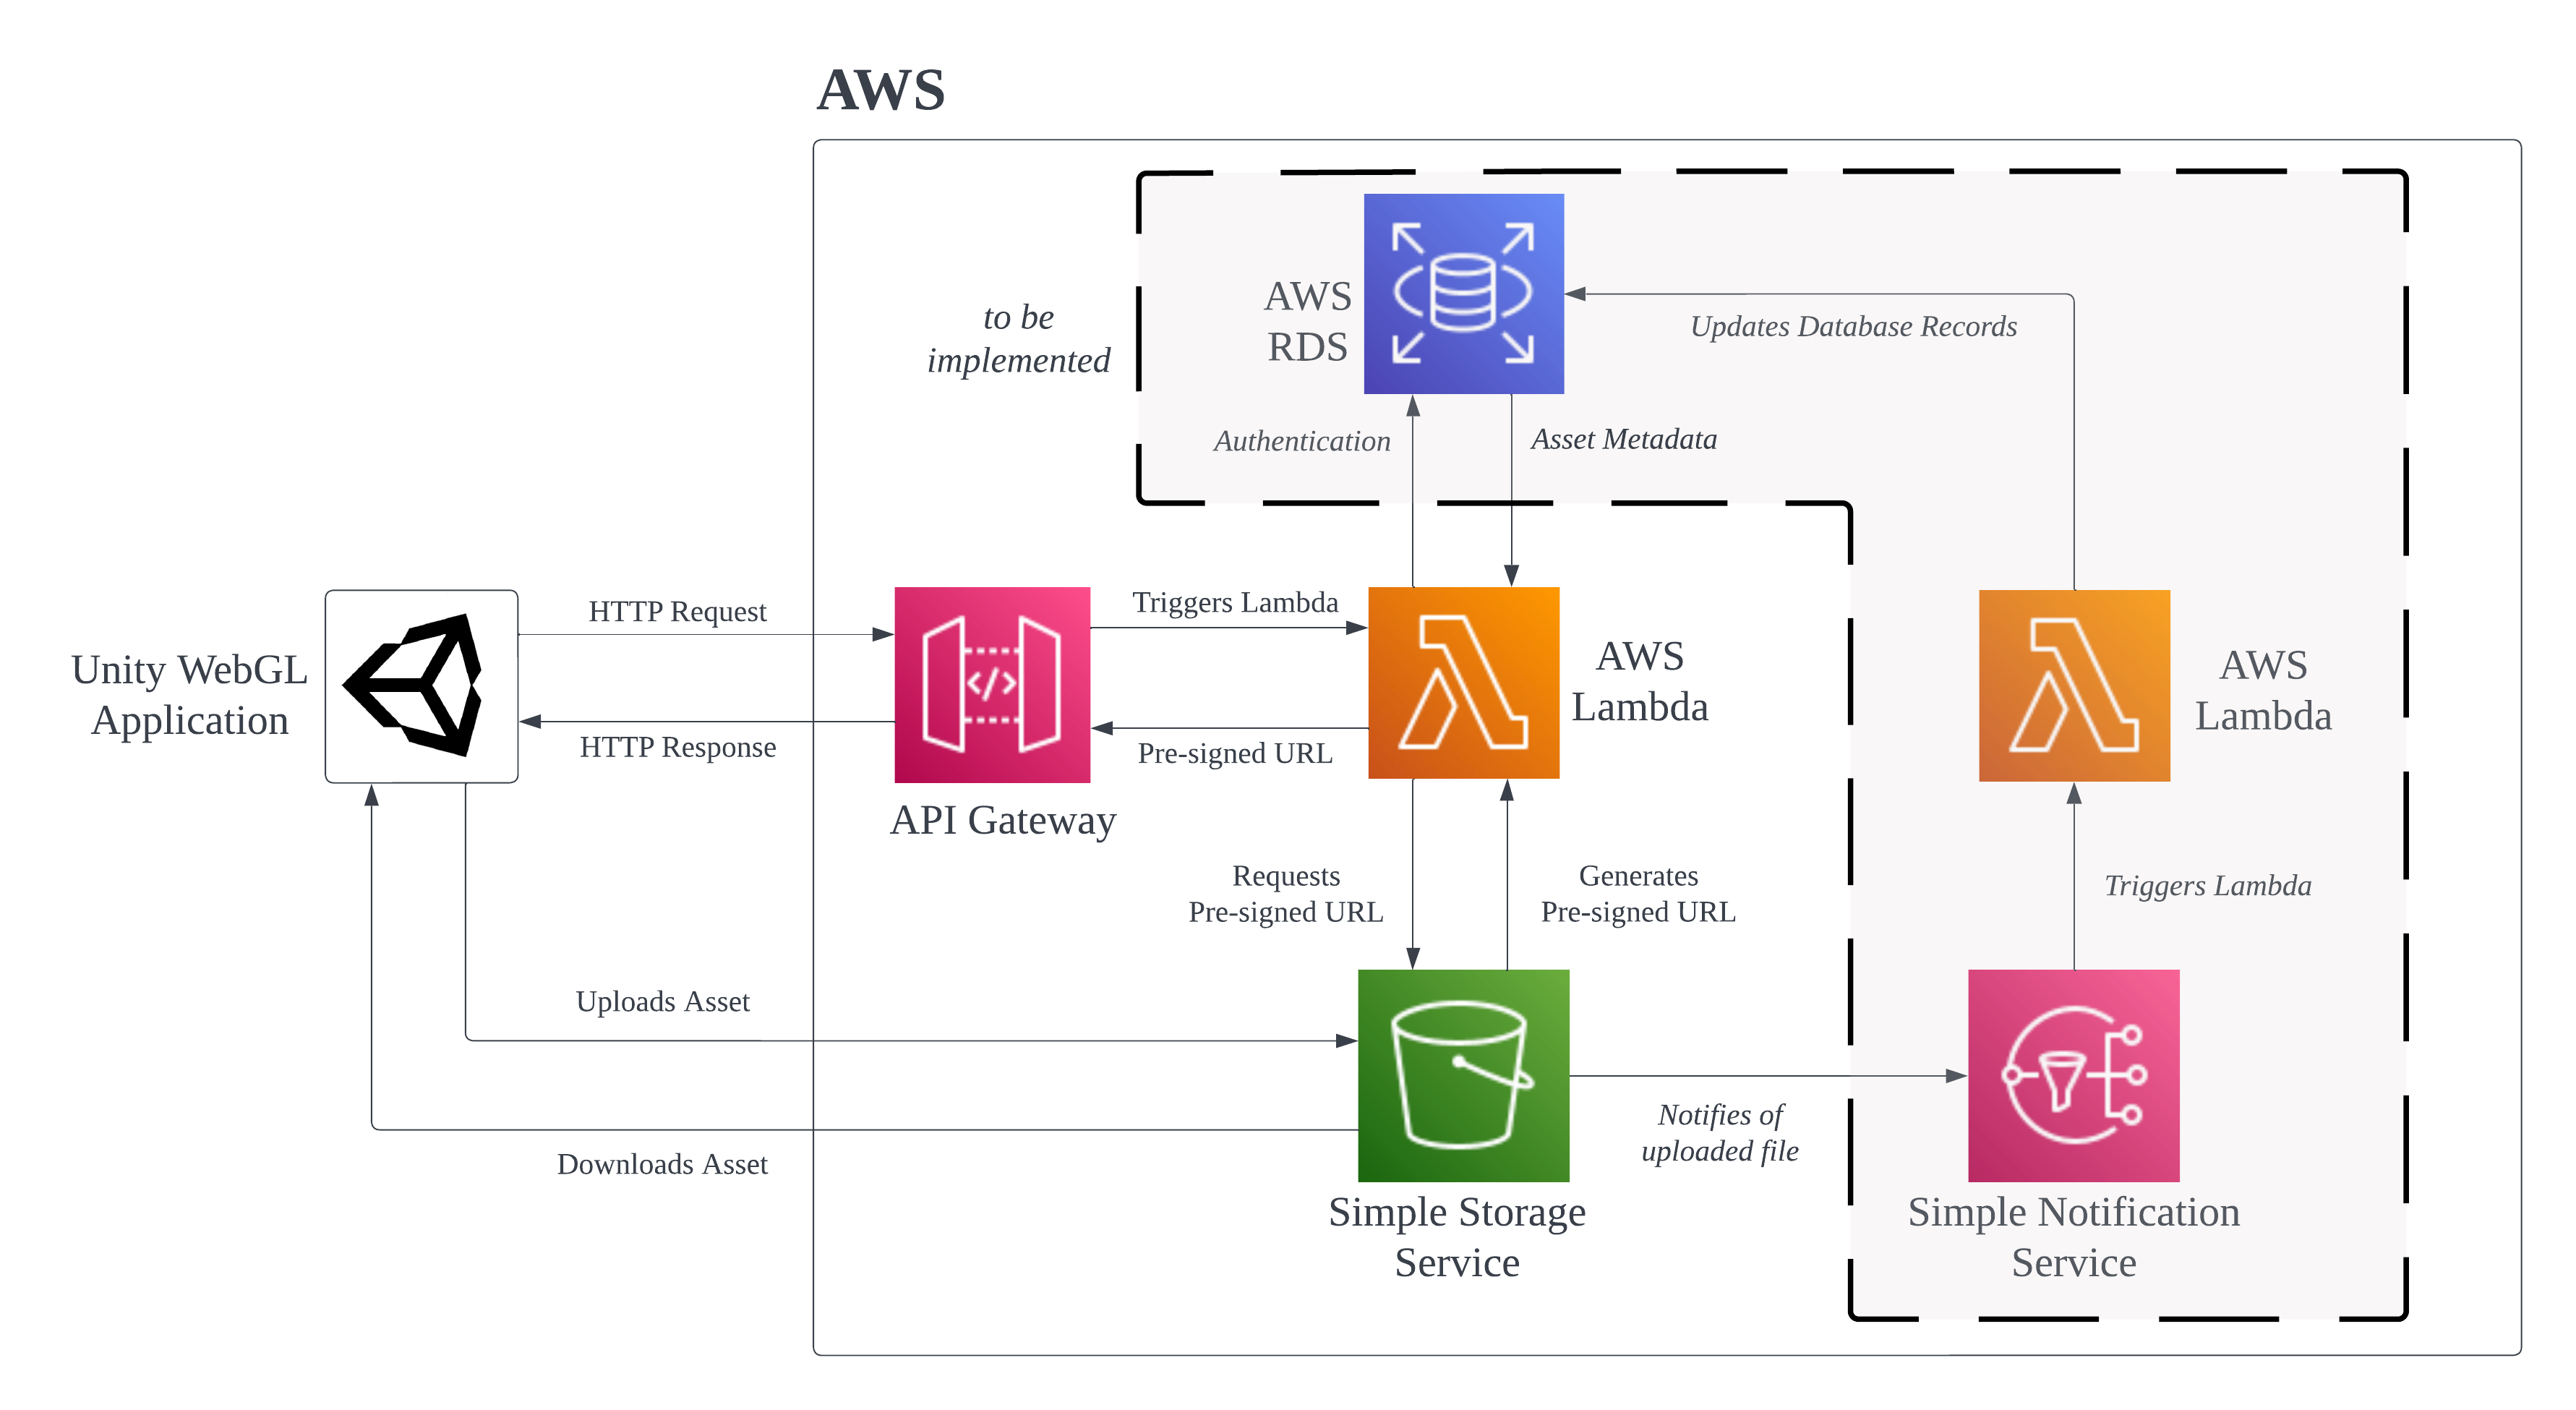 AWS
to be
implemented
AWS
RDS
Updates Database Records
Authentication
Asset Metadata
Unity WebGL
Application
HTTP Request
HTTP Response
</>
API Gateway
Triggers Lambda
Pre-signed URL
AWS
Lambda
AWS
Lambda
Requests
Pre-signed URL
Generates
Pre-signed URL
Triggers Lambda
Uploads Asset
Downloads Asset
Notifies of
uploaded file
Simple Storage
Service
Simple Notification
Service